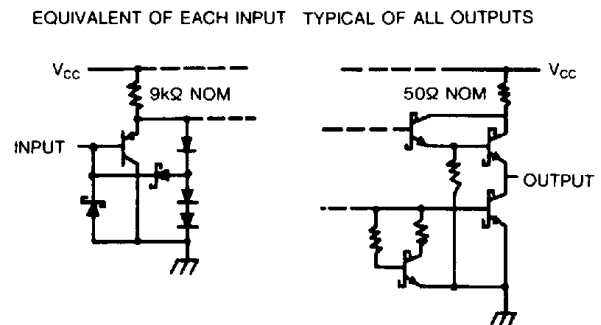 EQUIVALENT OF EACH INPUT TYPICAL OF ALL OUTPUTS
VCC
9kΩ NOM
INPUT
VCC
50Ω NOM
OUTPUT